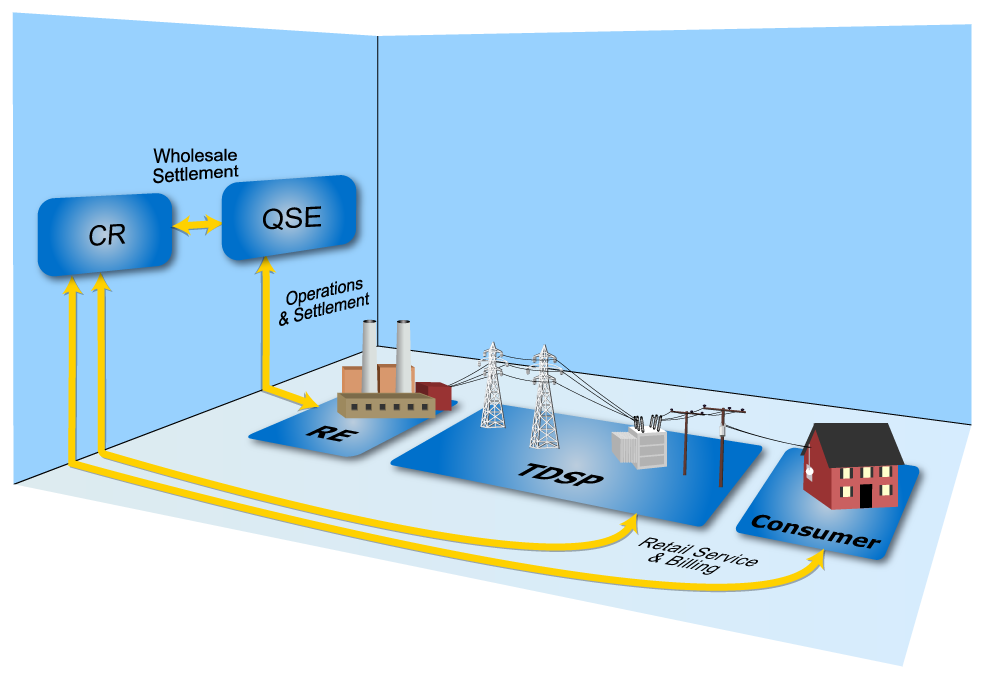 Wholesale
Settlement
CR
QSE
Operations
& Settlement
RE
TDSP
Consumer
Retail Service
& Billing